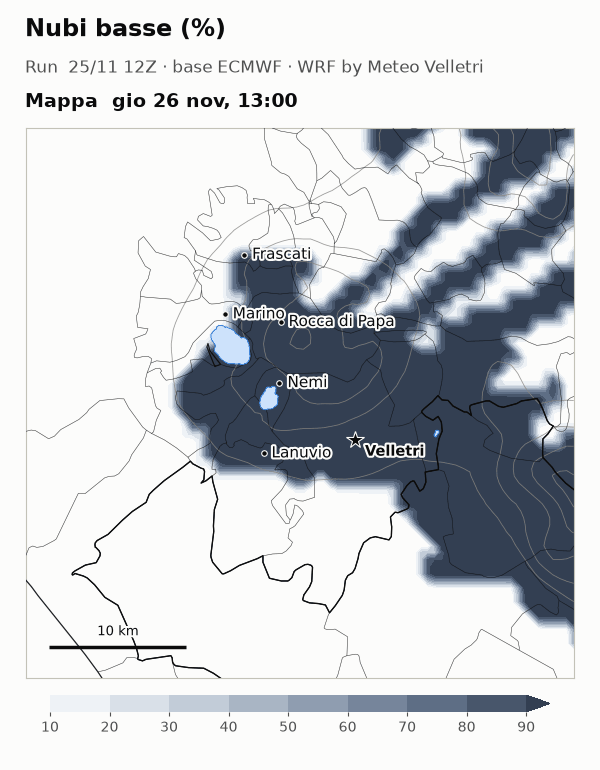 Nubi basse (%)
Run  25/11 12Z · base ECMWF · WRF by Meteo Velletri
Mappa  gio 26 nov, 13:00
Frascati
Marino
Rocca di Papa
Nemi
Velletri
Lanuvio
10 km
10 20 30 40 50 60 70 80 90